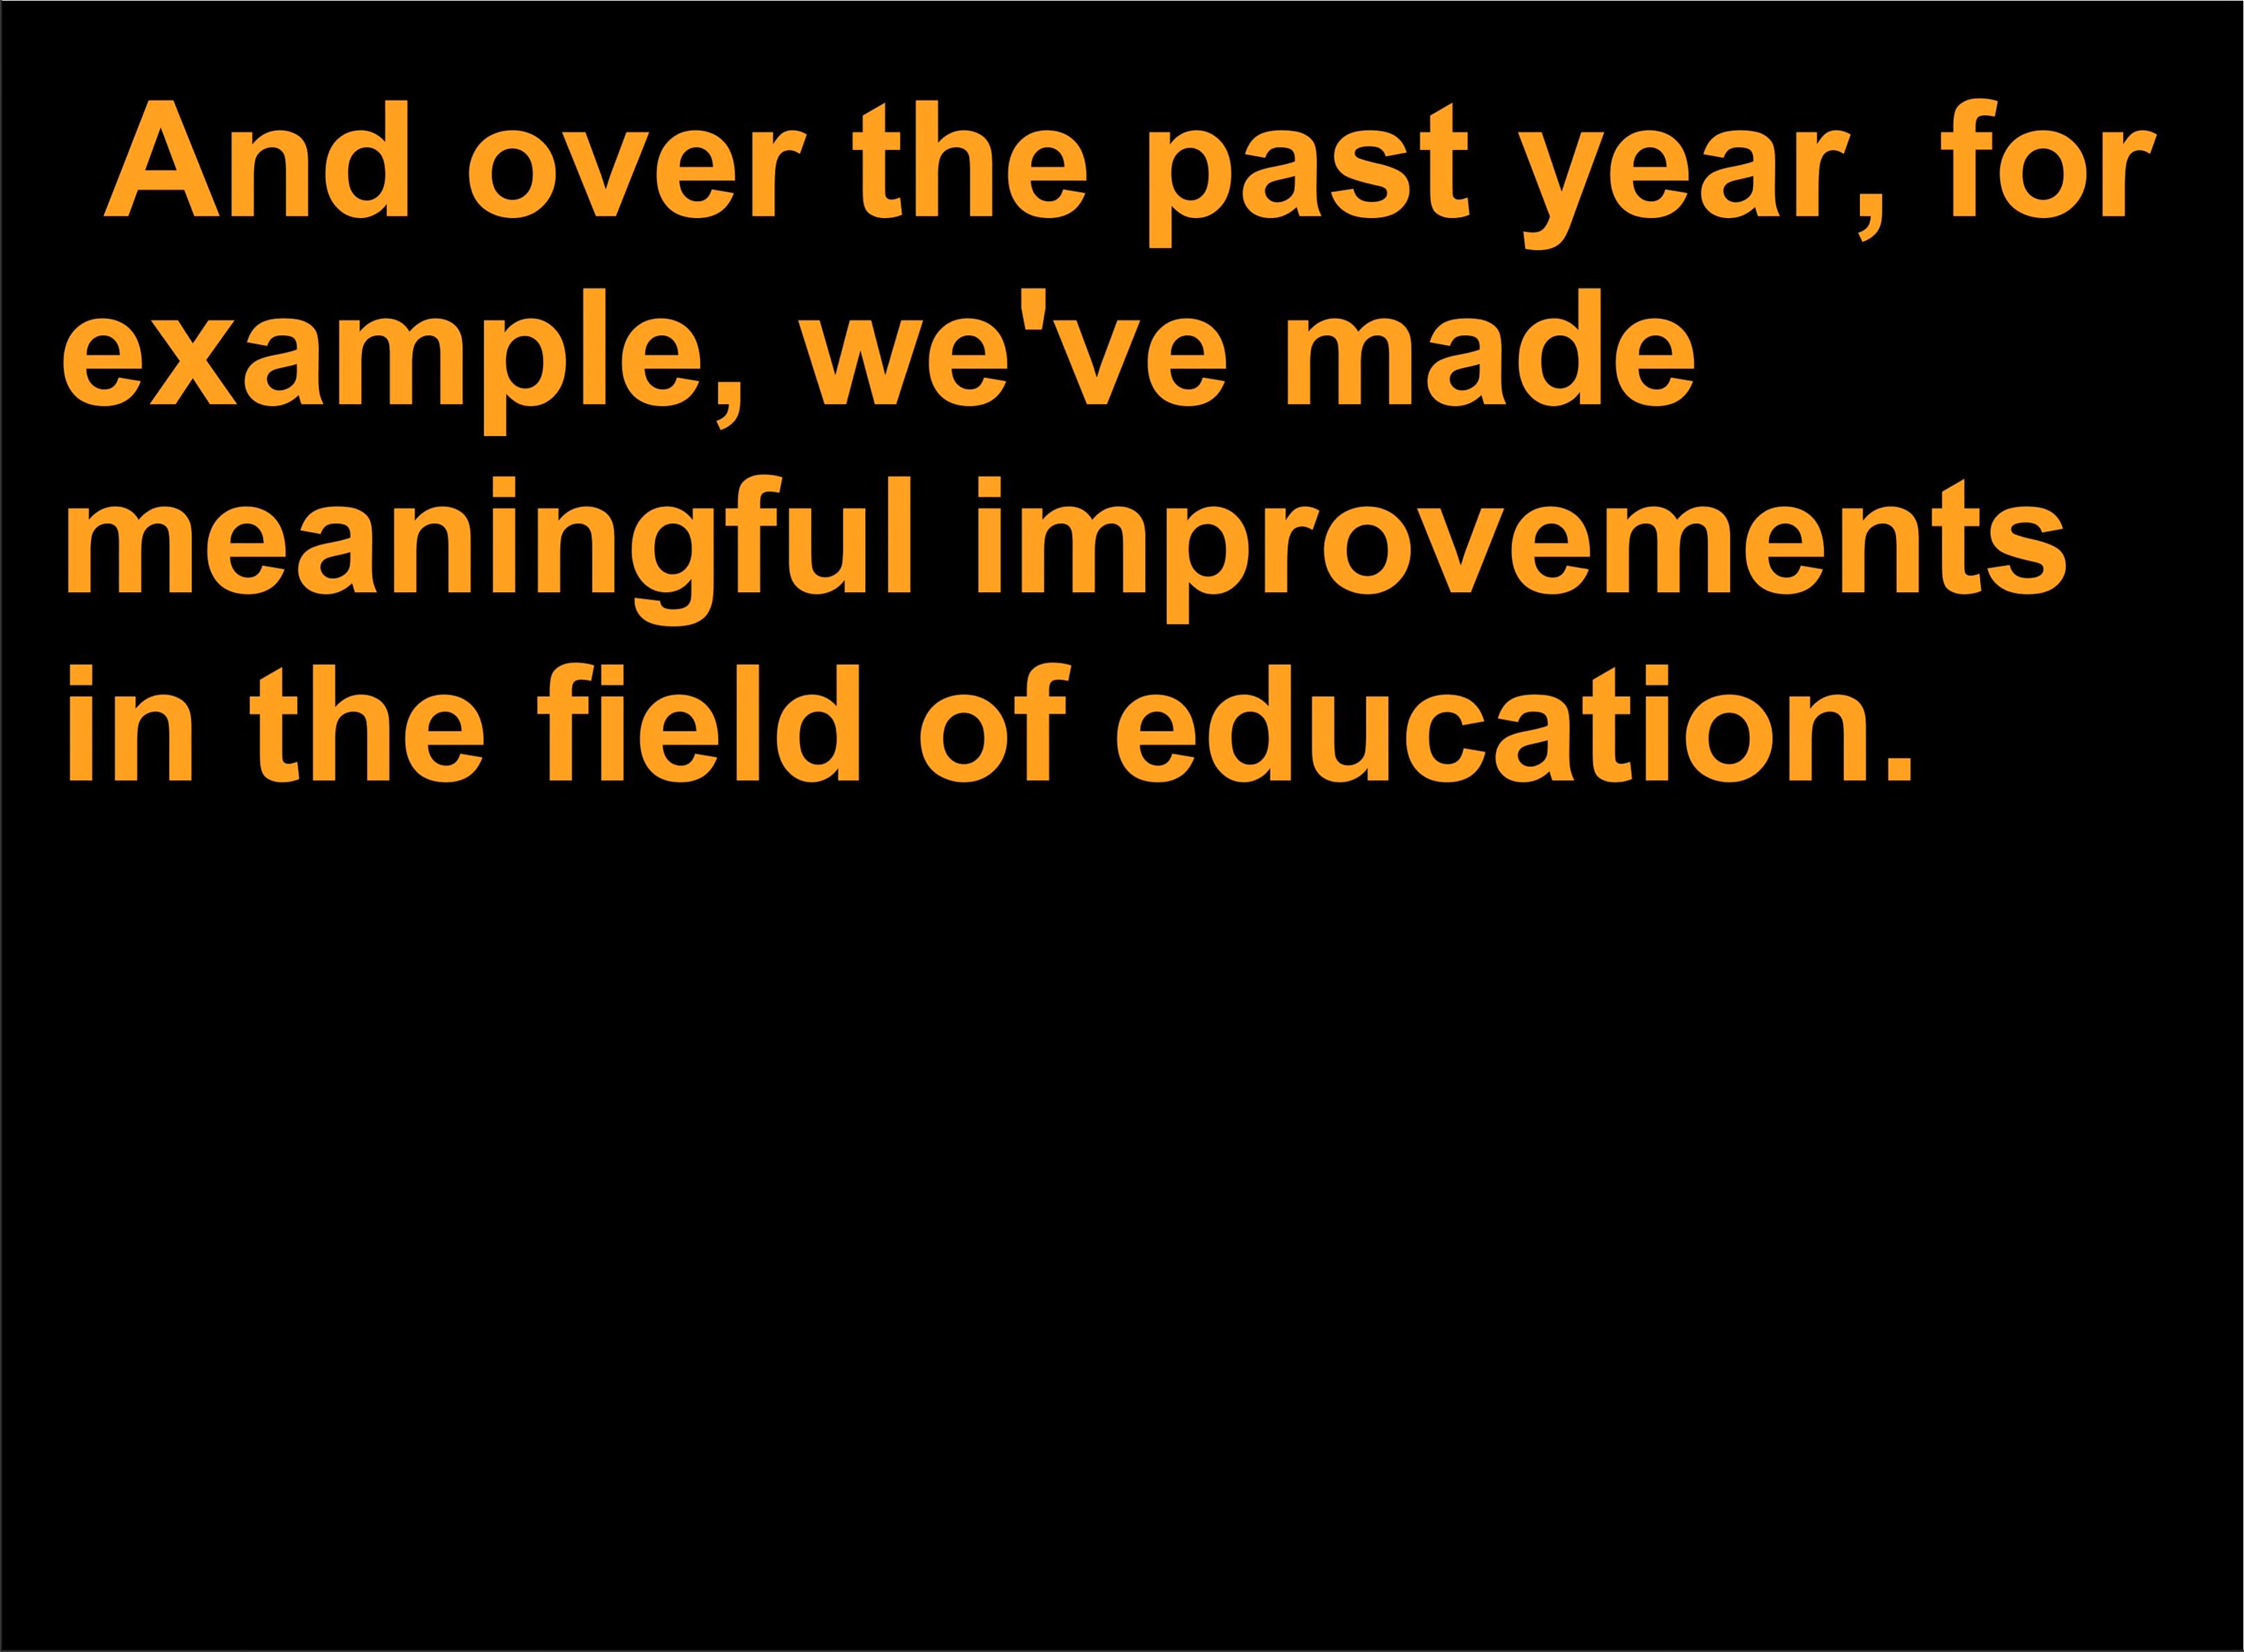 And over the past year, for
example, we've made
meaningful improvements
in the field of education.